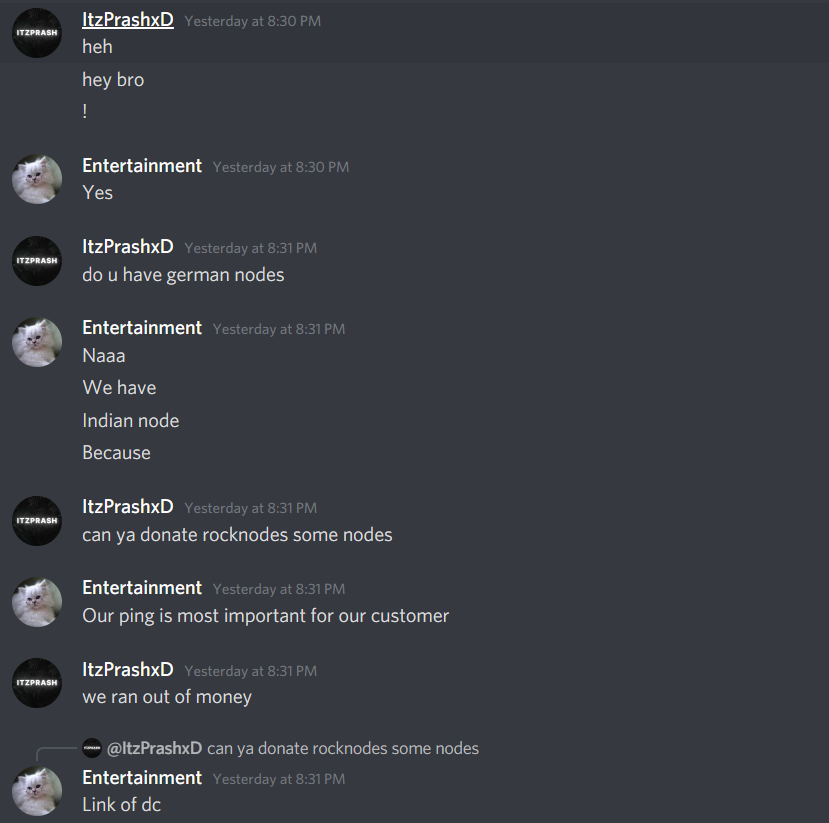 ItzPrashxD Yesterday at 8:30 PM
ITZPRASH
heh
hey bro
!
Entertainment Yesterday at 8:30 PM
Yes
ItzPrashxD Yesterday at 8:31 PM
ITZPRASH
do u have german nodes
Entertainment Yesterday at 8:31 PM
Naaa
We have
Indian node
Because
ItzPrashxD Yesterday at 8:31 PM
ITZPRASH
can ya donate rocknodes some nodes
Entertainment Yesterday at 8:31 PM
Our ping is most important for our customer
ItzPrashxD Yesterday at 8:31 PM
ITZPRASH
we ran out of money
@ItzPrashxD can ya donate rocknodes some nodes
Entertainment Yesterday at 8:31 PM
Link of dc